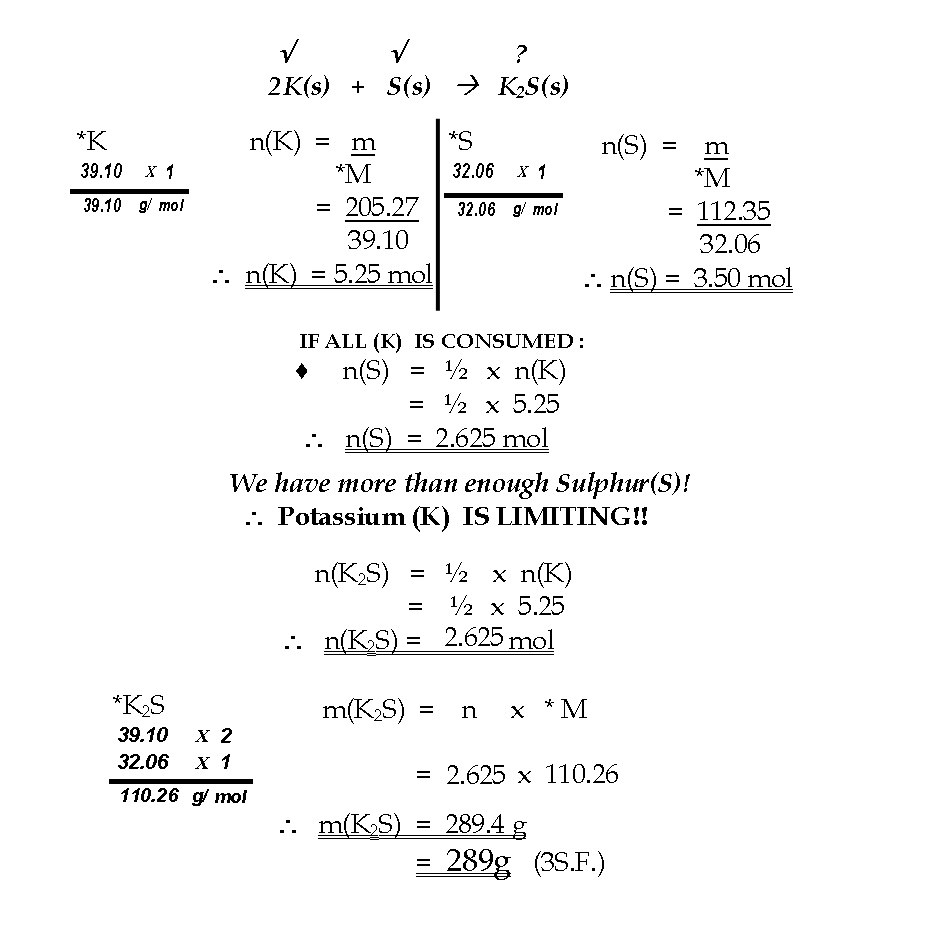 √ √ ?
2K(s) + S(s) → K₂S(s)
*K
39.10 X 1
39.10 g/ mol
n(K) = m
*M
= 205.27
39.10
∴ n(K) = 5.25 mol
*S
32.06 X 1
32.06 g/ mol
n(S) = m
*M
= 112.35
32.06
∴ n(S) = 3.50 mol
IF ALL (K) IS CONSUMED :
♦ n(S) = ½ x n(K)
= ½ x 5.25
∴ n(S) = 2.625 mol
We have more than enough Sulphur(S)!
∴ Potassium (K) IS LIMITING!!
n(K₂S) = ½ x n(K)
= ½ x 5.25
∴ n(K₂S) = 2.625 mol
*K₂S
39.10 X 2
32.06 X 1
110.26 g/ mol
m(K₂S) = n x * M
= 2.625 x 110.26
∴ m(K₂S) = 289.4 g
= 289g (3S.F.)